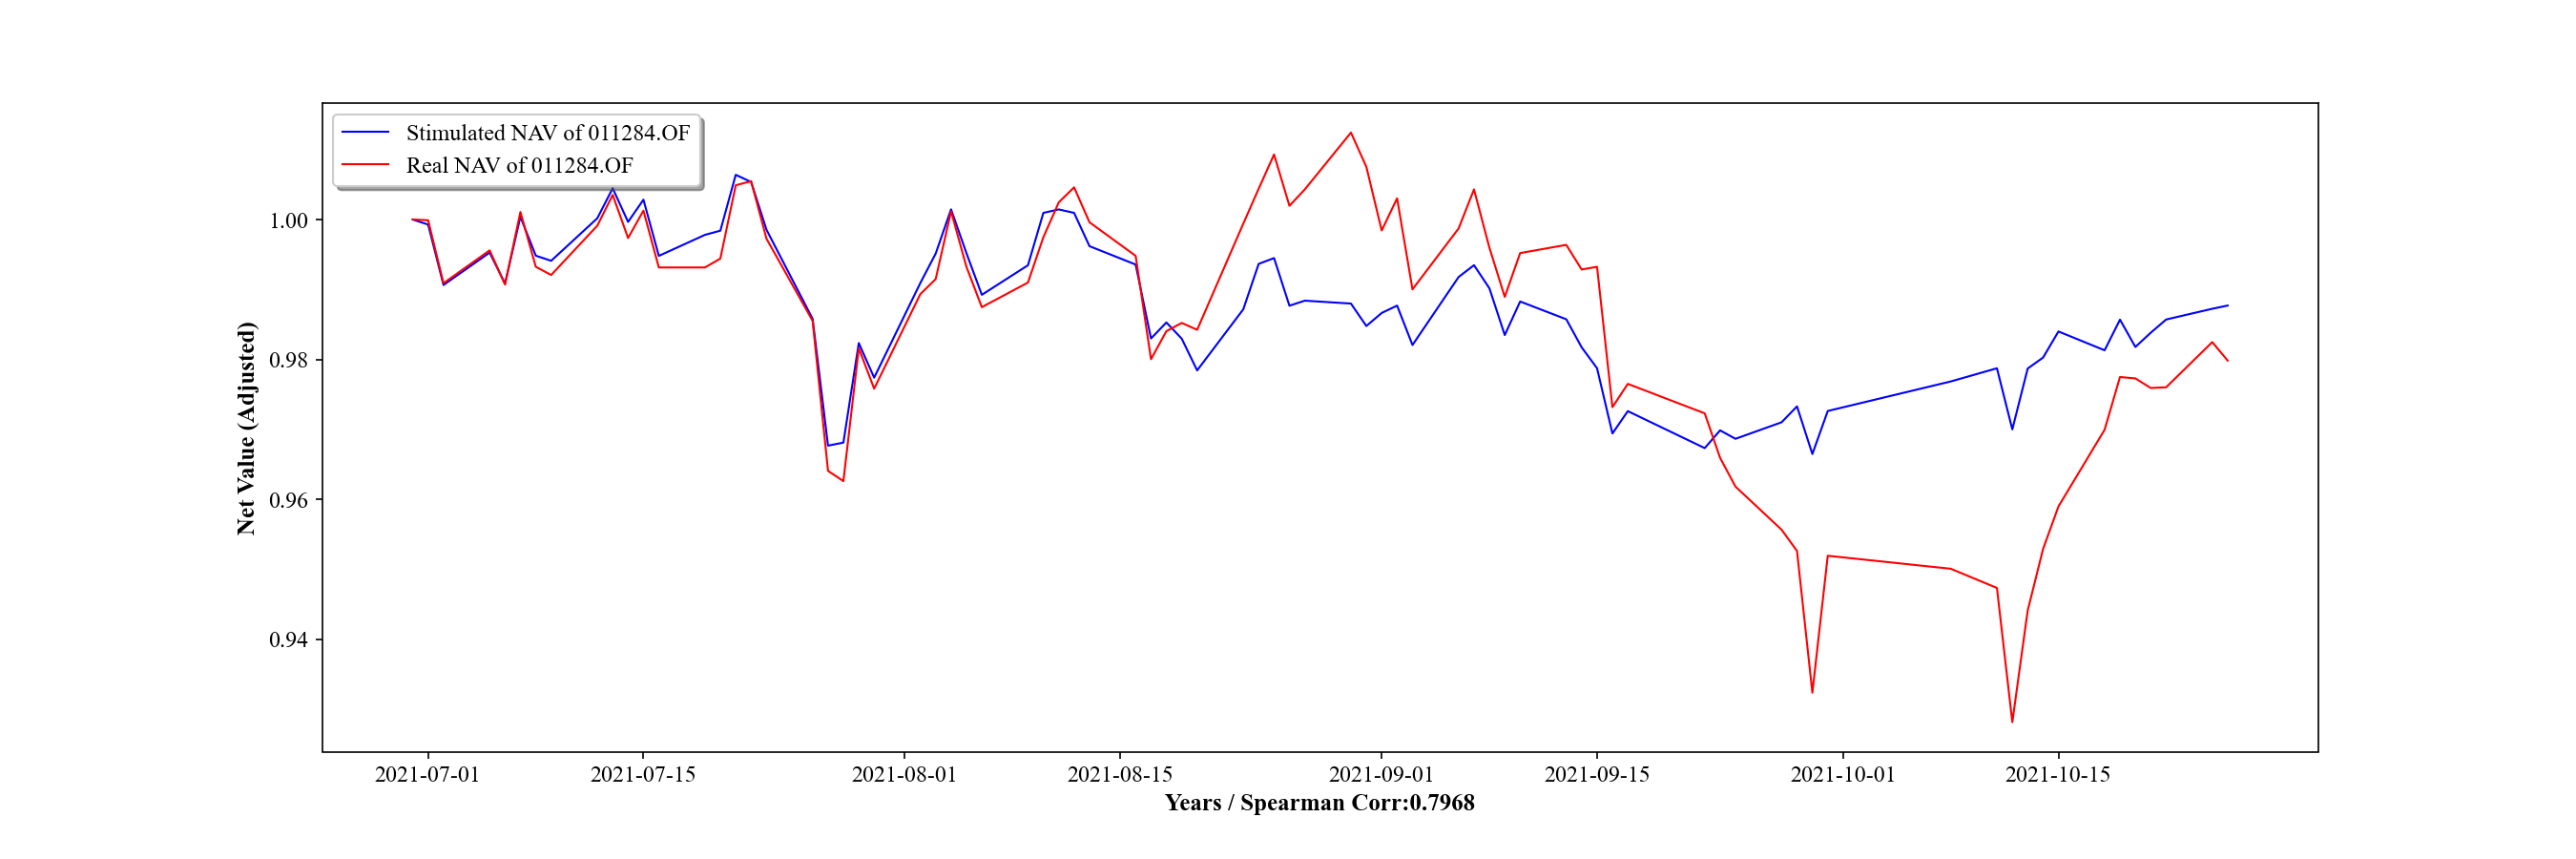 Stimulated NAV of 011284.OF
Real NAV of 011284.OF
Net Value (Adjusted)
1.00
0.98
0.96
0.94
2021-07-01 2021-07-15 2021-08-01 2021-08-15 2021-09-01 2021-09-15 2021-10-01 2021-10-15
Years / Spearman Corr:0.7968